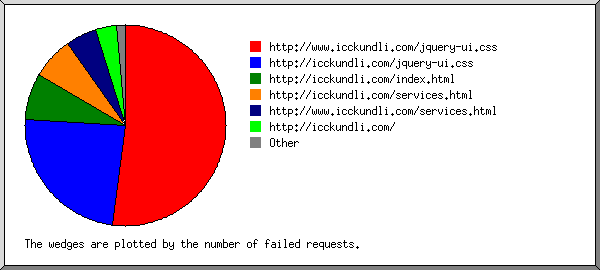 http://www.icckundli.com/jquery-ui.css
http://icckundli.com/jquery-ui.css
http://icckundli.com/index.html
http://icckundli.com/services.html
http://www.icckundli.com/services.html
http://icckundli.com/
Other
The wedges are plotted by the number of failed requests.